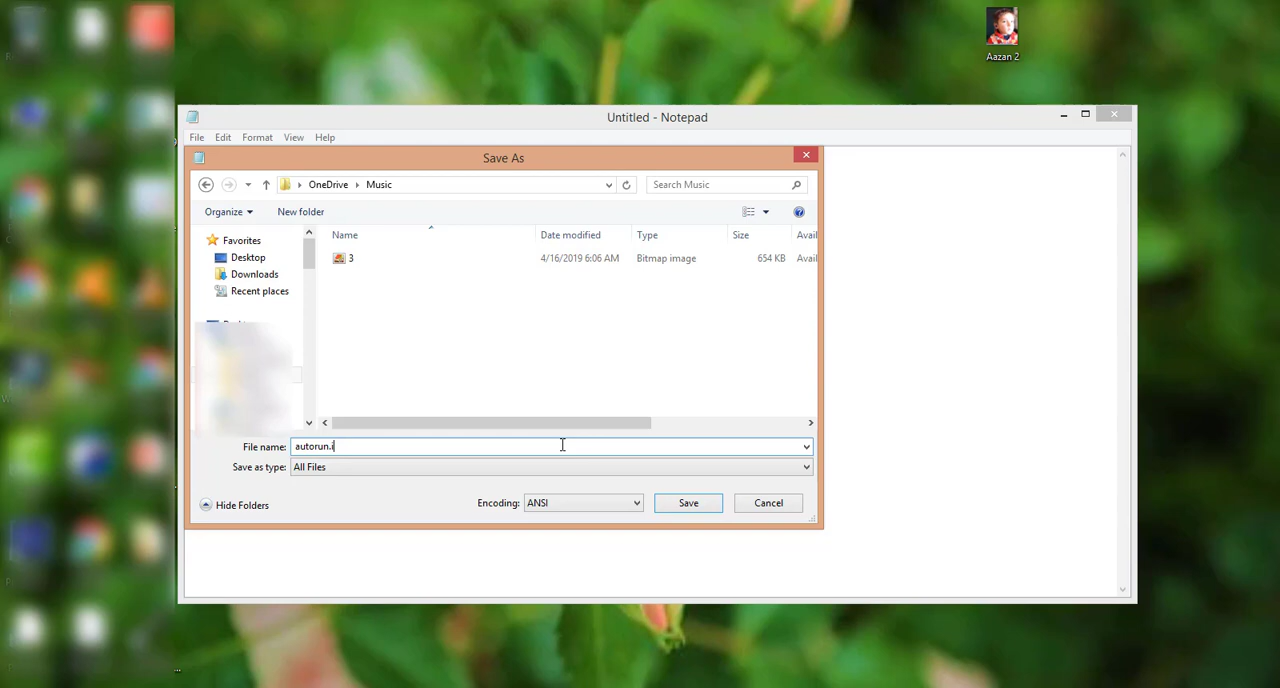 Aazan 2
Untitled - Notepad
File Edit Format View Help
Save As
OneDrive Music
Search Music
Organize New folder
Name Date modified Type Size Avail
3 4/16/2019 6:06 AM Bitmap image 654 KB Avail
Favorites
Desktop
Downloads
Recent places
File name: autorun.i
Save as type: All Files
Hide Folders
Encoding: ANSI
Save
Cancel